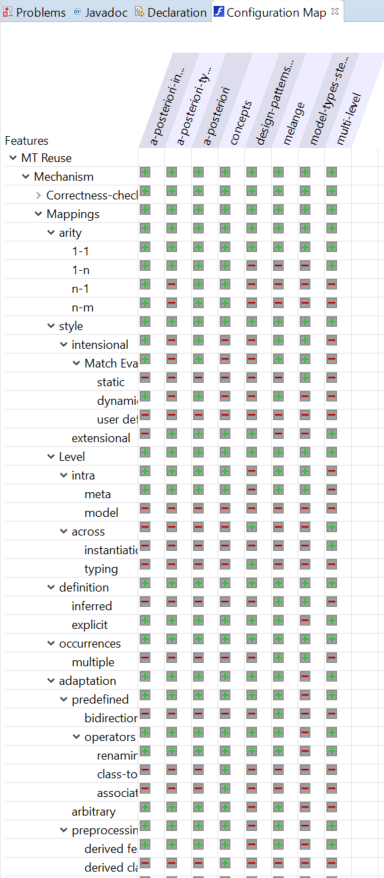 Problems @ Javadoc Declaration Configuration Map
a-posteriori-in...
a-posteriori-ty...
a-posteriori
concepts
design-patterns...
melange
model-types-ste...
multi-level
Features
MT Reuse
Mechanism
Correctness-checl
Mappings
arity
1-1
1-n
n-1
n-m
style
intensional
Match Eva
static
dynami
user def
extensional
Level
intra
meta
model
across
instantiatio
typing
definition
inferred
explicit
occurrences
multiple
adaptation
predefined
bidirection
operators
renamin
class-to
associat
arbitrary
preprocessin
derived fe
derived cla